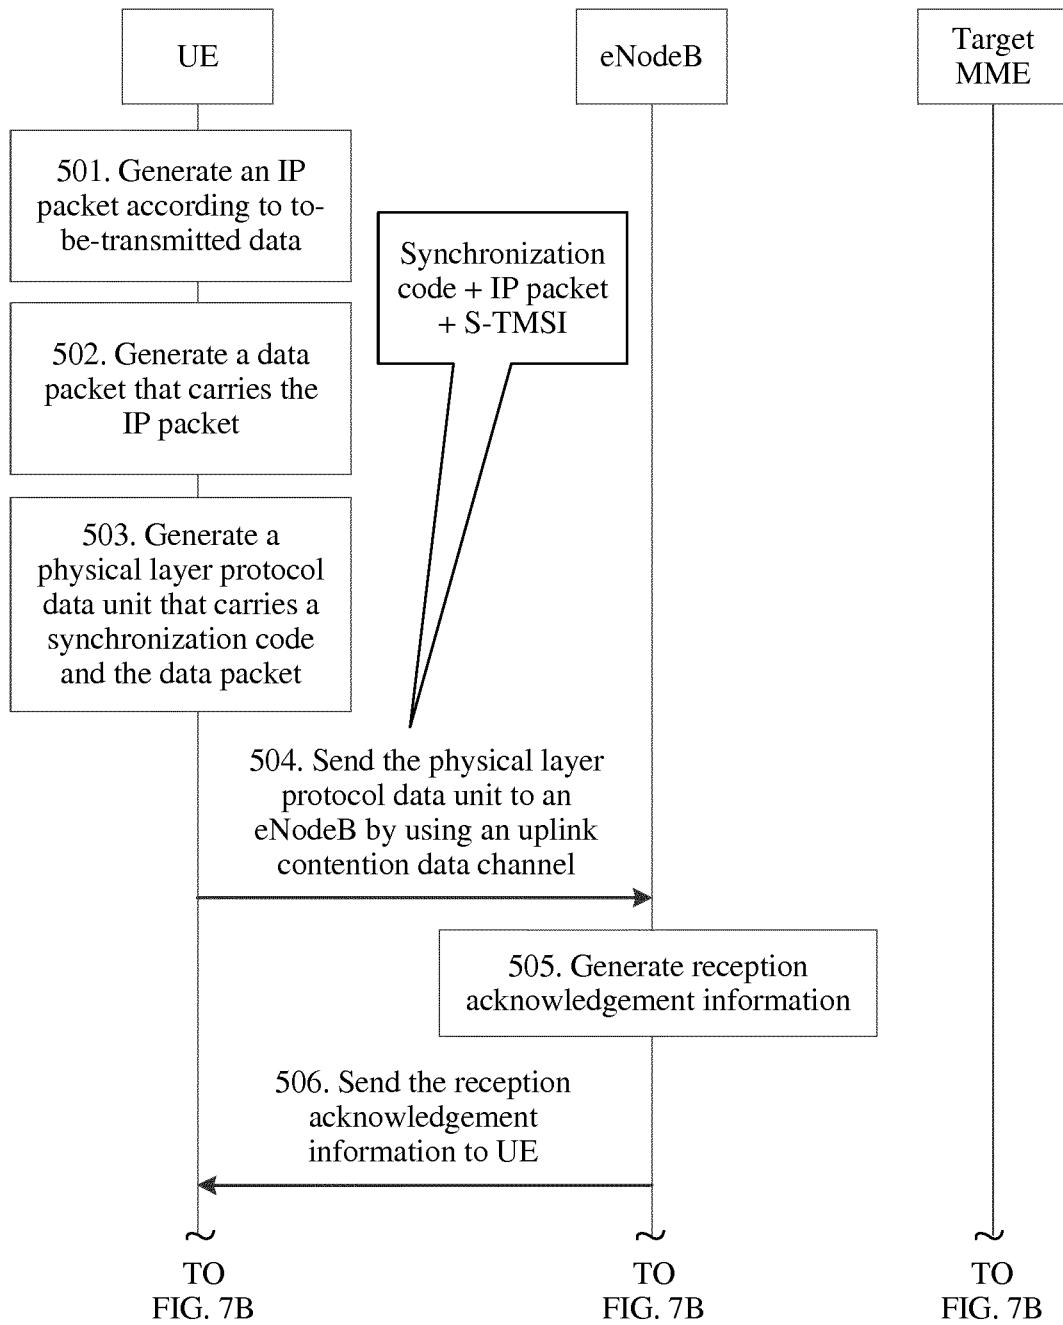 UE
eNodeB
Target
MME
501. Generate an IP
packet according to to-
be-transmitted data
Synchronization
code + IP packet
+ S-TMSI
502. Generate a data
packet that carries the
IP packet
503. Generate a
physical layer protocol
data unit that carries a
synchronization code
and the data packet
504. Send the physical layer
protocol data unit to an
eNodeB by using an uplink
contention data channel
505. Generate reception
acknowledgement information
506. Send the reception
acknowledgement
information to UE
TO
FIG. 7B
TO
FIG. 7B
TO
FIG. 7B